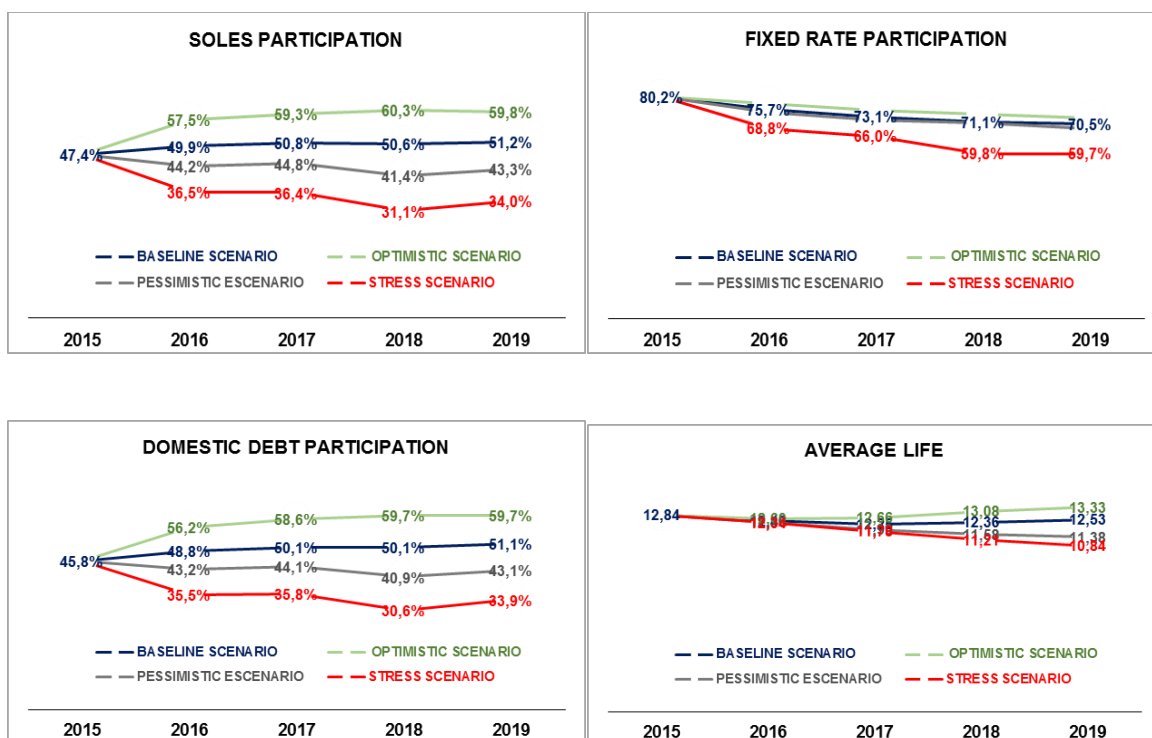 SOLES PARTICIPATION
57,5% 59,3% 60,3% 59,8%
47,4% 49,9% 50,8% 50,6% 51,2%
44,2% 44,8% 41,4% 43,3%
36,5% 36,4% 31,1% 34,0%
BASELINE SCENARIO OPTIMISTIC SCENARIO
PESSIMISTIC ESCENARIO STRESS SCENARIO
2015 2016 2017 2018 2019
FIXED RATE PARTICIPATION
80,2% 75,7% 73,1% 71,1% 70,5%
68,8% 66,0% 59,8% 59,7%
BASELINE SCENARIO OPTIMISTIC SCENARIO
PESSIMISTIC ESCENARIO STRESS SCENARIO
2015 2016 2017 2018 2019
DOMESTIC DEBT PARTICIPATION
56,2% 58,6% 59,7% 59,7%
45,8% 48,8% 50,1% 50,1% 51,1%
43,2% 44,1% 40,9% 43,1%
35,5% 35,8% 30,6% 33,9%
BASELINE SCENARIO OPTIMISTIC SCENARIO
PESSIMISTIC ESCENARIO STRESS SCENARIO
2015 2016 2017 2018 2019
AVERAGE LIFE
12,84 12,66 13,08 13,33
12,36 12,53
11,38
11,21 10,84
BASELINE SCENARIO OPTIMISTIC SCENARIO
PESSIMISTIC ESCENARIO STRESS SCENARIO
2015 2016 2017 2018 2019